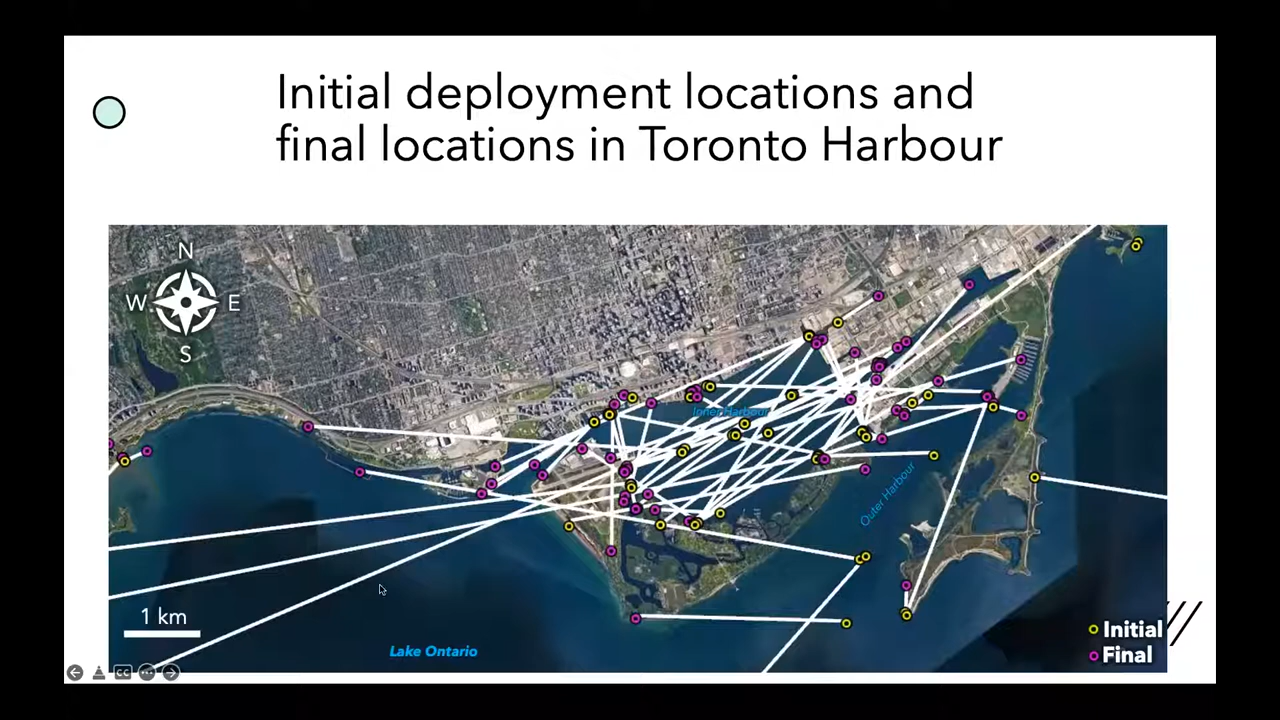 Initial deployment locations and
final locations in Toronto Harbour
N
W
E
S
Inner Harbour
Outer Harbour
1 km
Lake Ontario
Initial
Final
CC